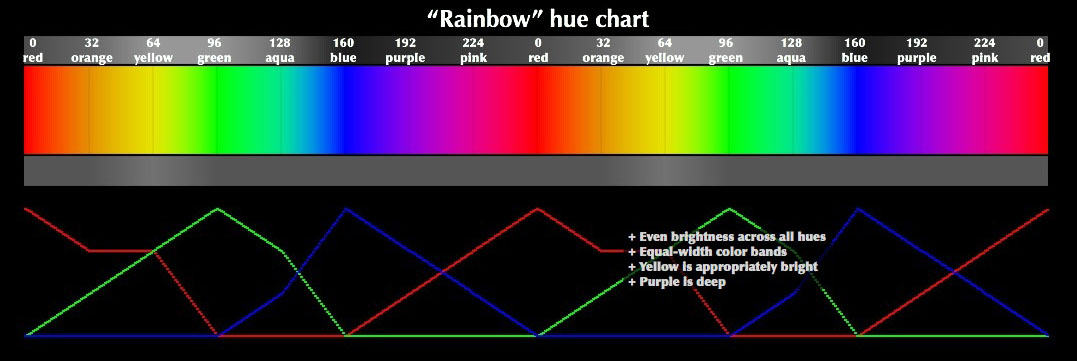 “Rainbow” hue chart
0 32 64 96 128 160 192 224 0 32 64 96 128 160 192 224 0
red orange yellow green aqua blue purple pink red orange yellow green aqua blue purple pink red
+ Even brightness across all hues
+ Equal-width color bands
+ Yellow is appropriately bright
+ Purple is deep